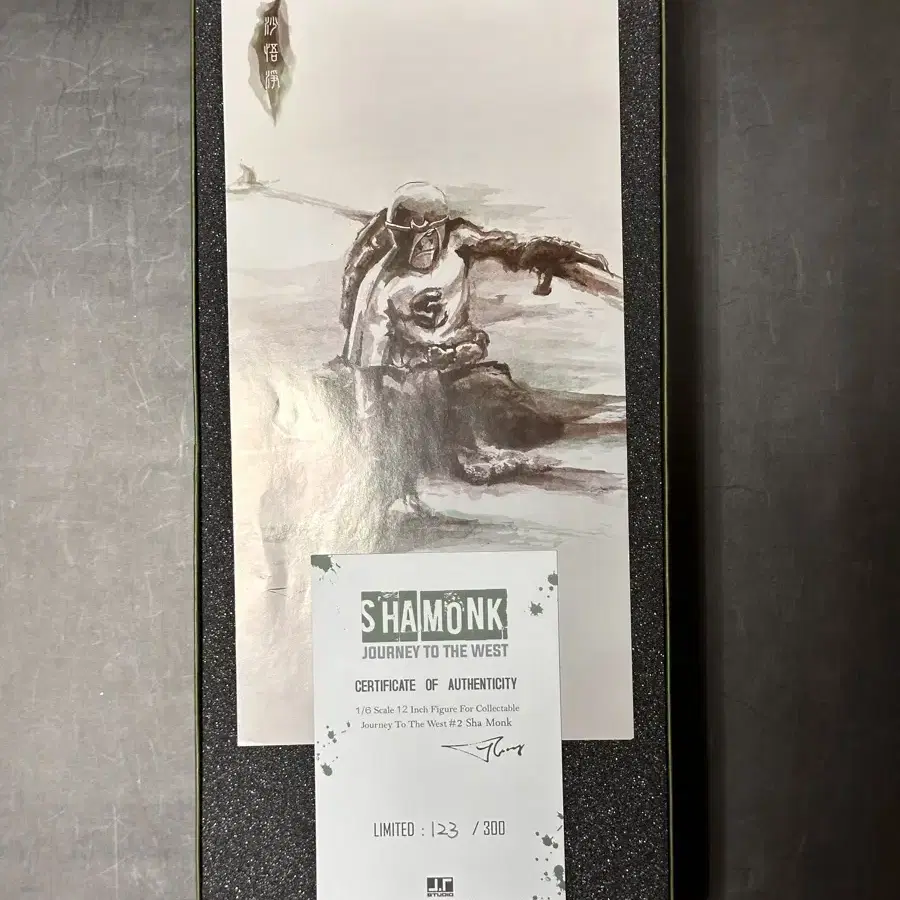 沙
悟
淨
SHAMONK
JOURNEY TO THE WEST
CERTIFICATE OF AUTHENTICITY
1/6 Scale 12 Inch Figure For Collectable
Journey To The West #2 Sha Monk
LIMITED : 123 / 300
J.T
STUDIO